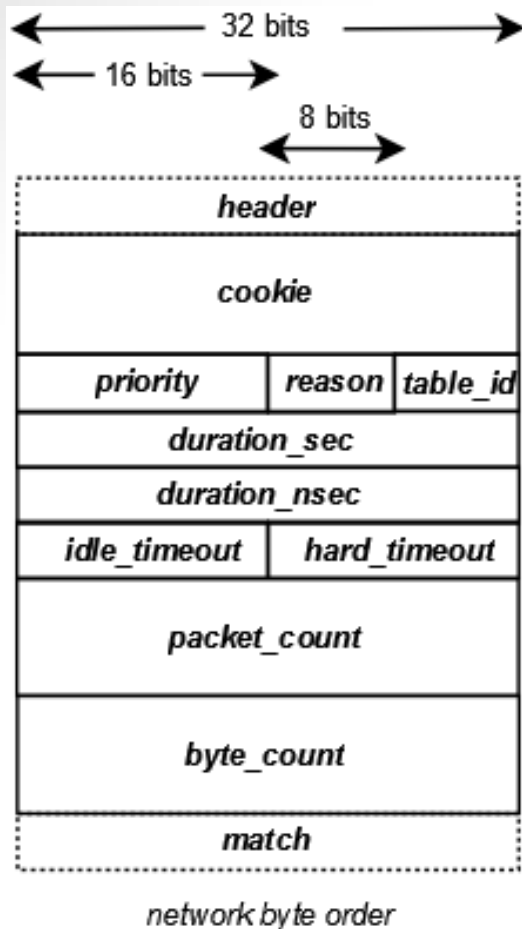 32 bits
16 bits
8 bits
header
cookie
priority reason table_id
duration_sec
duration_nsec
idle_timeout hard_timeout
packet_count
byte_count
match
network byte order